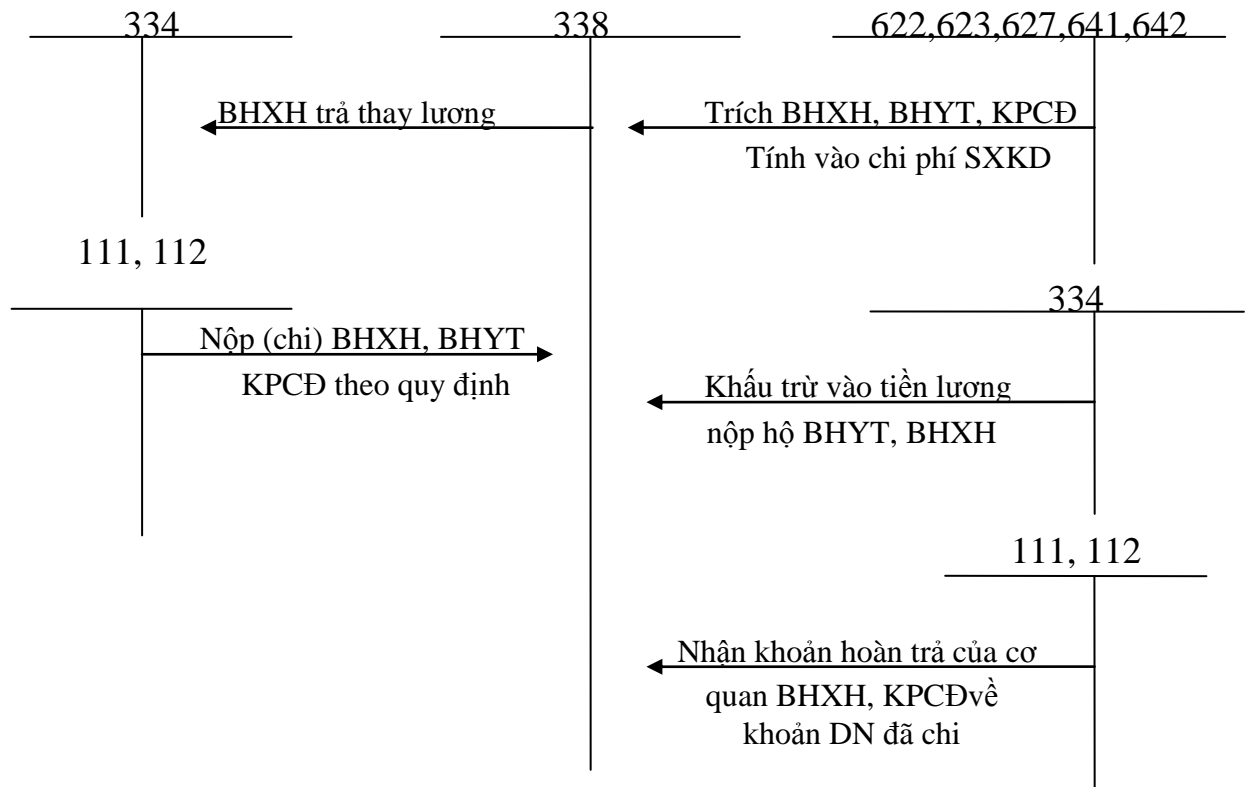 334
338
622,623,627,641,642
BHXH trả thay lương
Trích BHXH, BHYT, KPCĐ
Tính vào chi phí SXKD
111, 112
Nộp (chi) BHXH, BHYT
KPCĐ theo quy định
334
Khấu trừ vào tiền lương
nộp hộ BHYT, BHXH
111, 112
Nhận khoản hoàn trả của cơ
quan BHXH, KPCĐvề
khoản DN đã chi